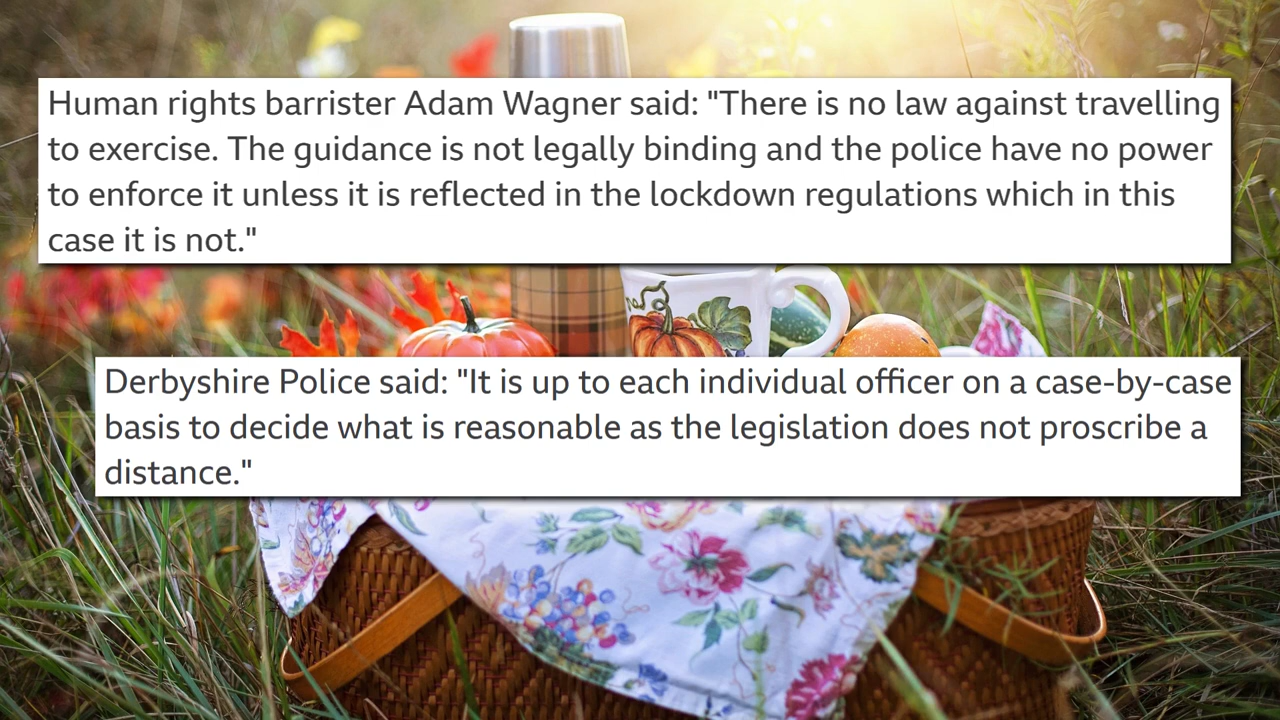 Human rights barrister Adam Wagner said: "There is no law against travelling
to exercise. The guidance is not legally binding and the police have no power
to enforce it unless it is reflected in the lockdown regulations which in this
case it is not."
Derbyshire Police said: "It is up to each individual officer on a case-by-case
basis to decide what is reasonable as the legislation does not proscribe a
distance."